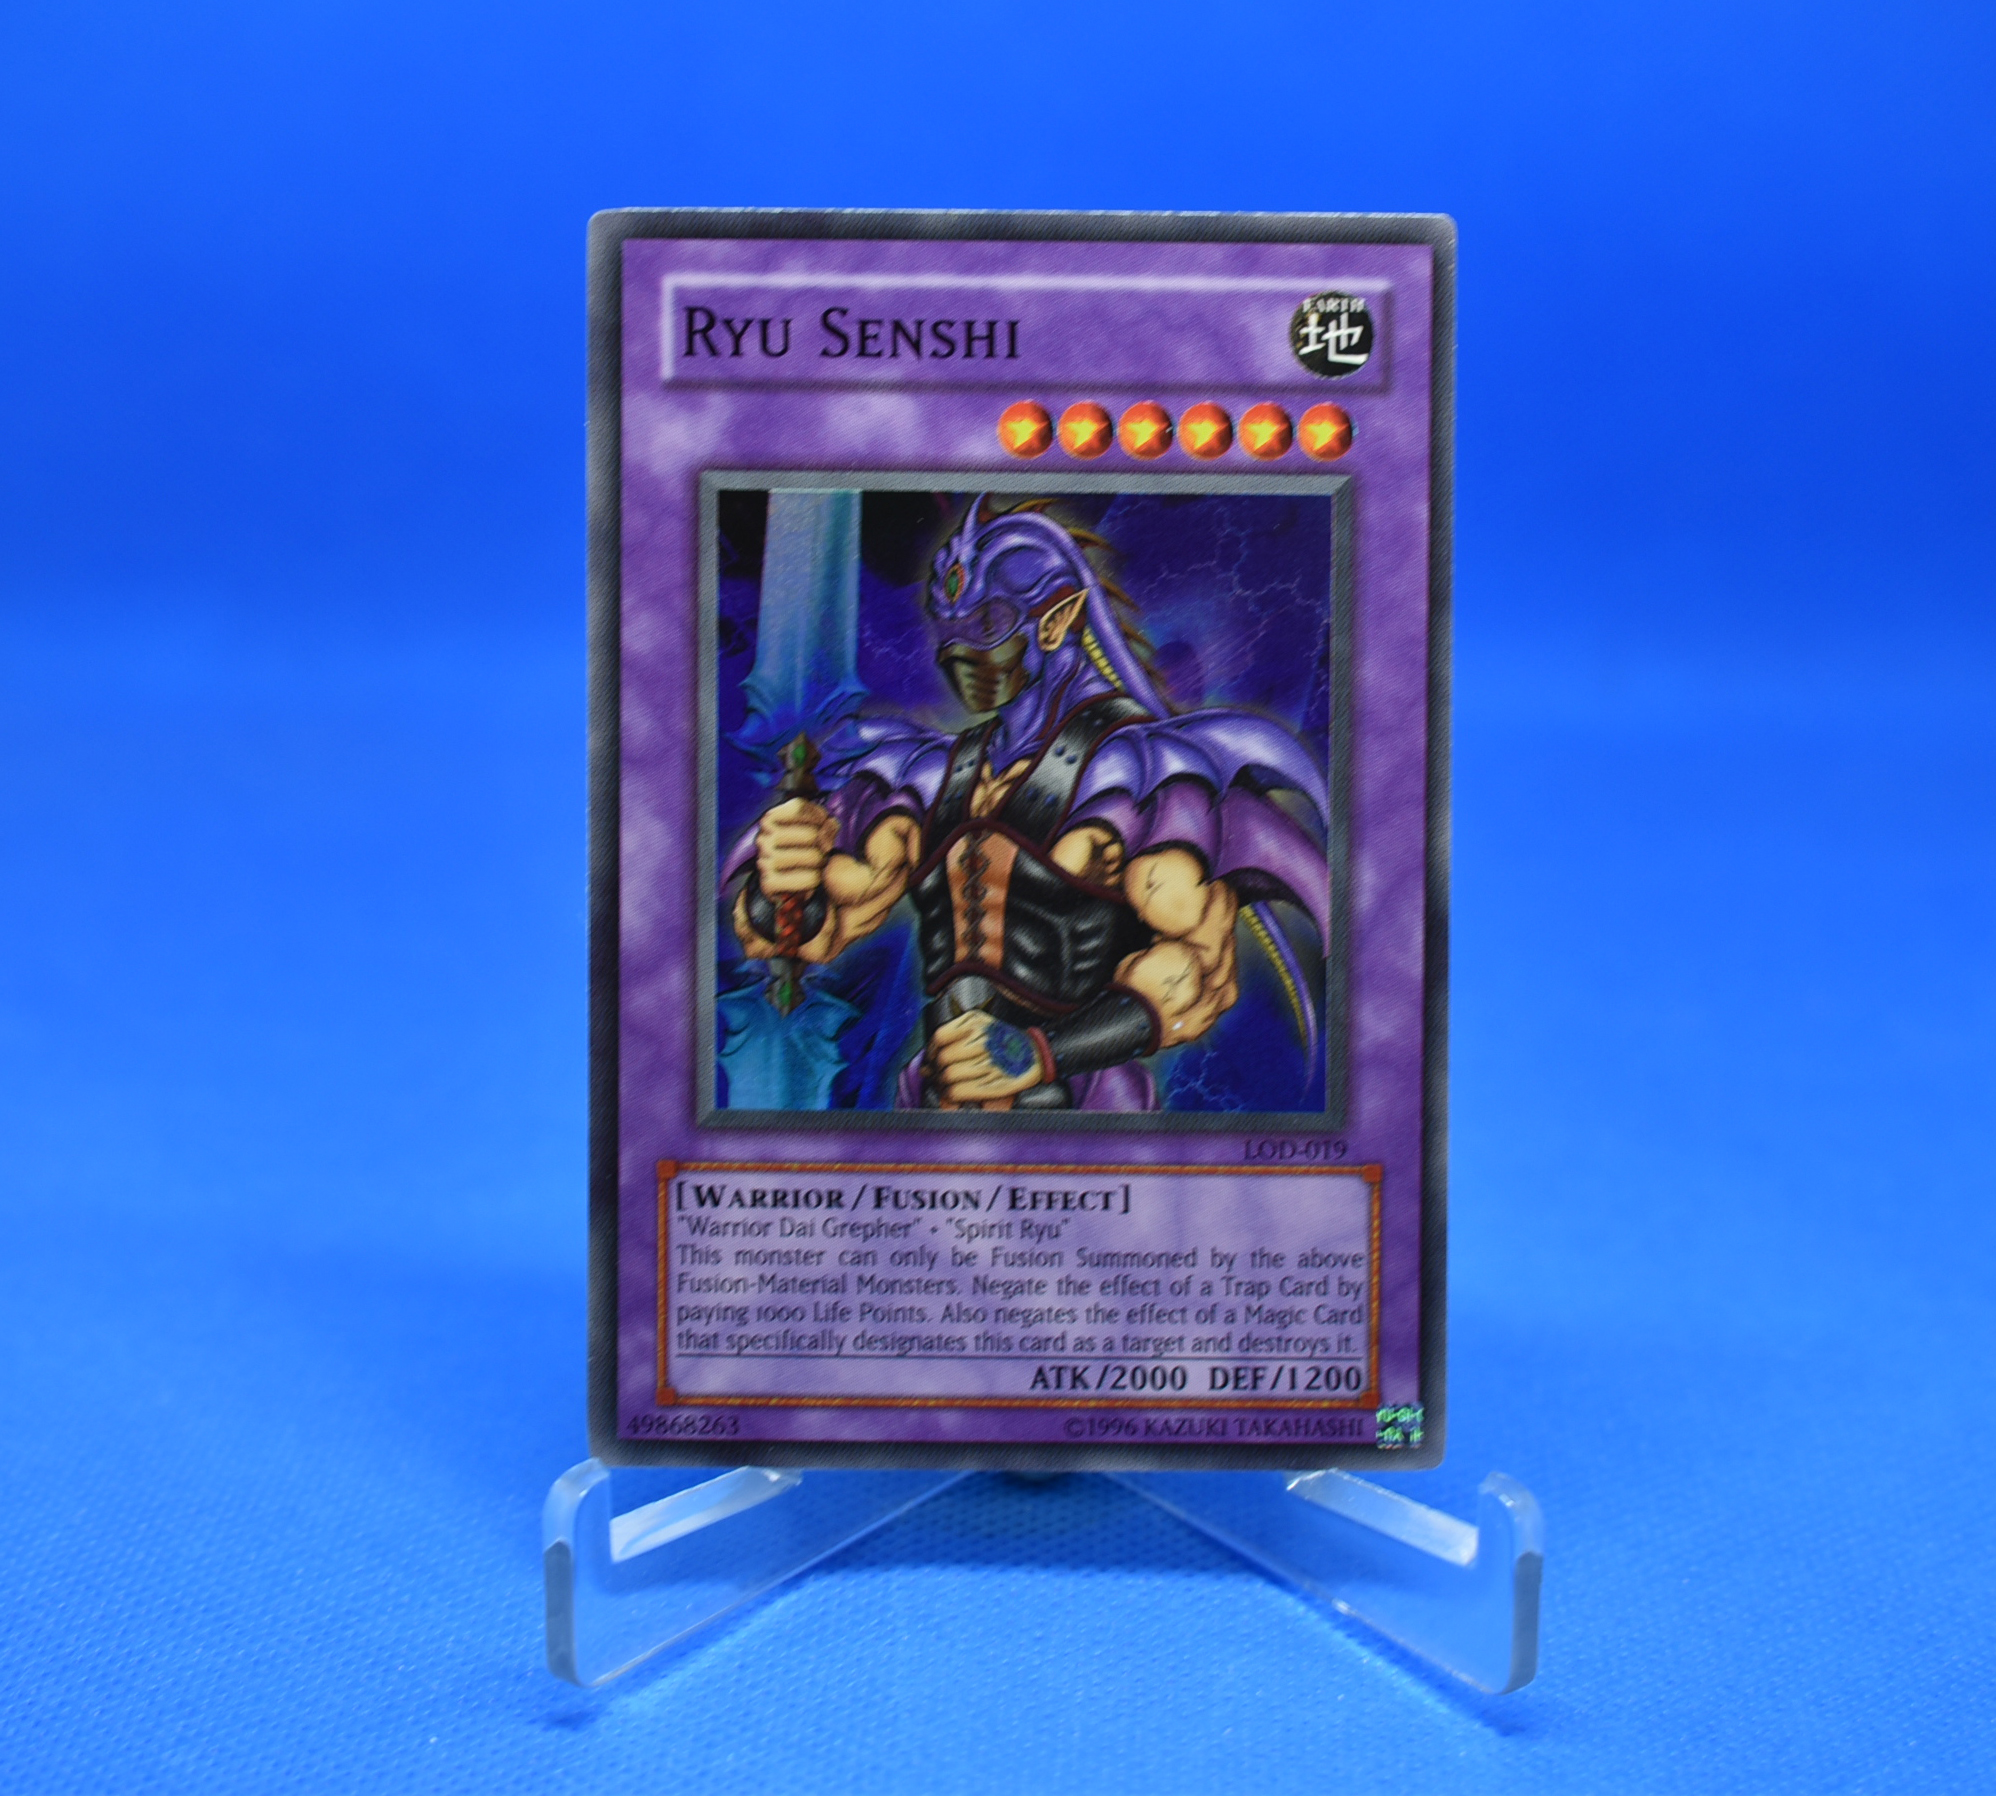 RYU SENSHI
EARTH
地
LOD-019
[WARRIOR/FUSION/EFFECT]
"Warrior Dai Grepher" + "Spirit Ryu"
This monster can only be Fusion Summoned by the above
Fusion-Material Monsters. Negate the effect of a Trap Card by
paying 1000 Life Points. Also negates the effect of a Magic Card
that specifically designates this card as a target and destroys it.
ATK/2000 DEF/1200
49868263
©1996 KAZUKI TAKAHASHI